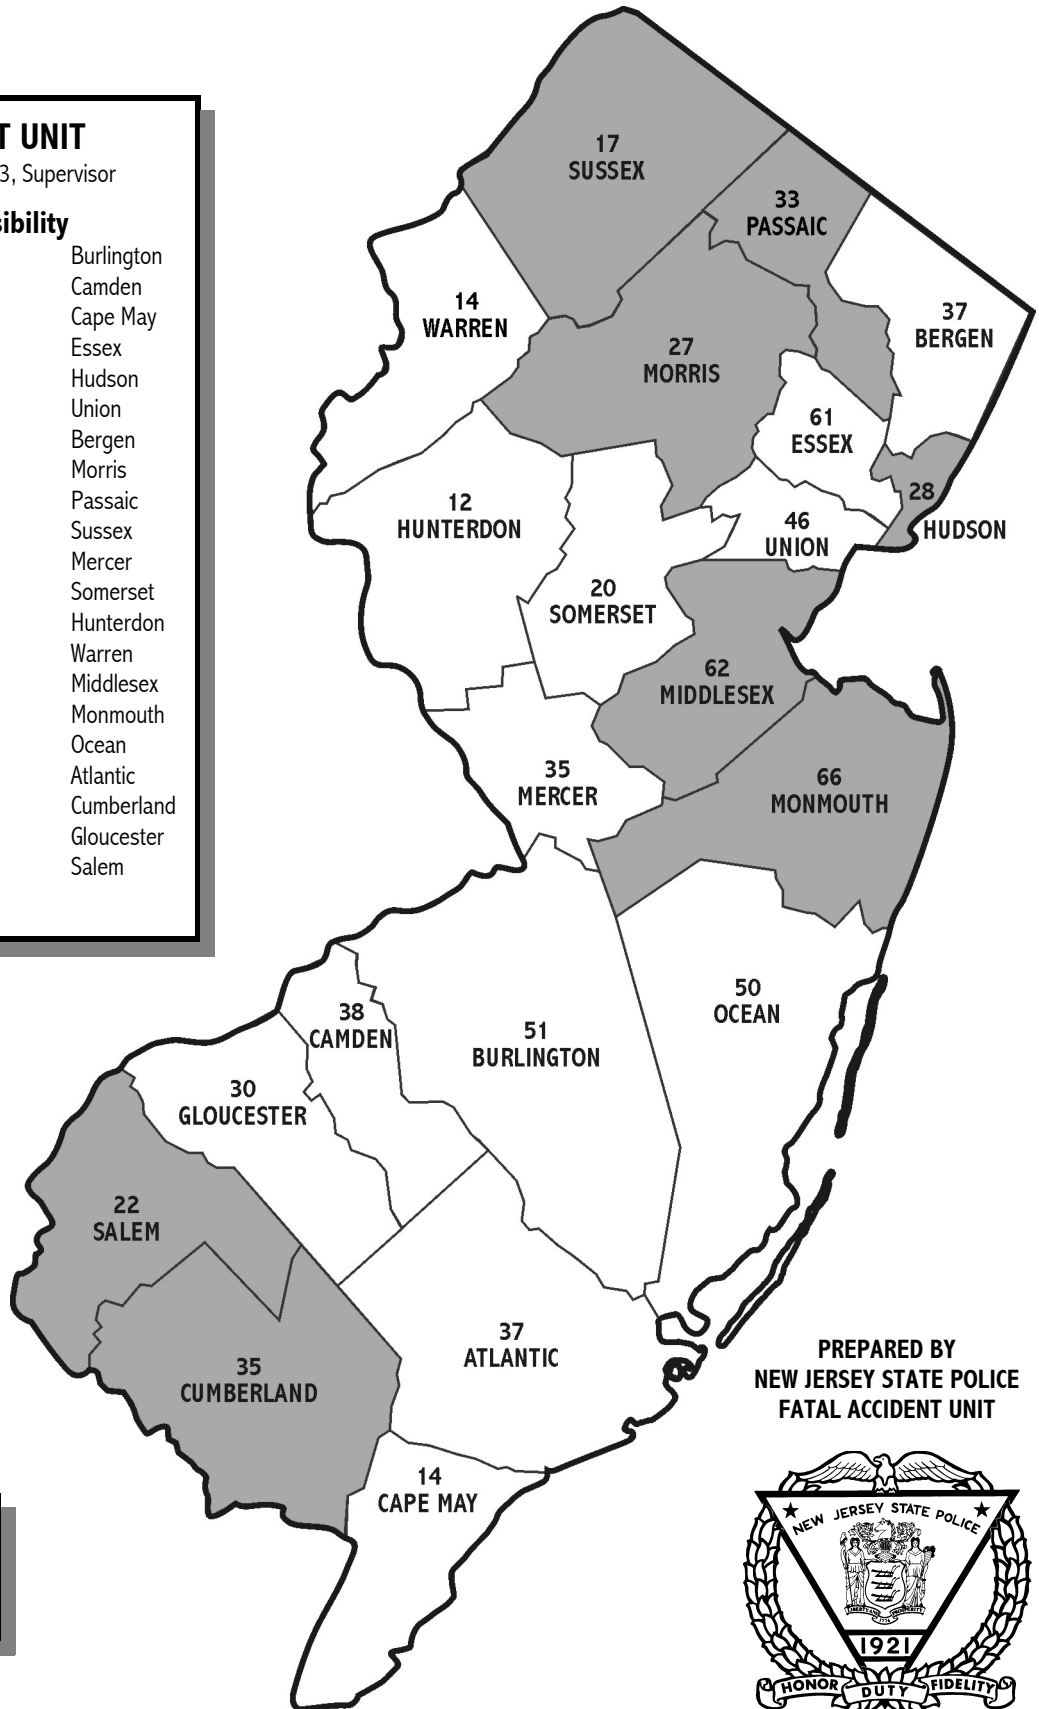 T UNIT
3, Supervisor
sibility
Burlington
Camden
Cape May
Essex
Hudson
Union
Bergen
Morris
Passaic
Sussex
Mercer
Somerset
Hunterdon
Warren
Middlesex
Monmouth
Ocean
Atlantic
Cumberland
Gloucester
Salem
17
SUSSEX
33
PASSAIC
14
WARREN
37
BERGEN
27
MORRIS
61
ESSEX
28
HUDSON
12
HUNTERDON
46
UNION
20
SOMERSET
62
MIDDLESEX
35
MERCER
66
MONMOUTH
50
OCEAN
38
CAMDEN
51
BURLINGTON
30
GLOUCESTER
22
SALEM
37
ATLANTIC
35
CUMBERLAND
14
CAPE MAY
PREPARED BY
NEW JERSEY STATE POLICE
FATAL ACCIDENT UNIT
NEW JERSEY STATE POLICE
LIBERTY AND PROSPERITY
1776
1921
HONOR DUTY FIDELITY